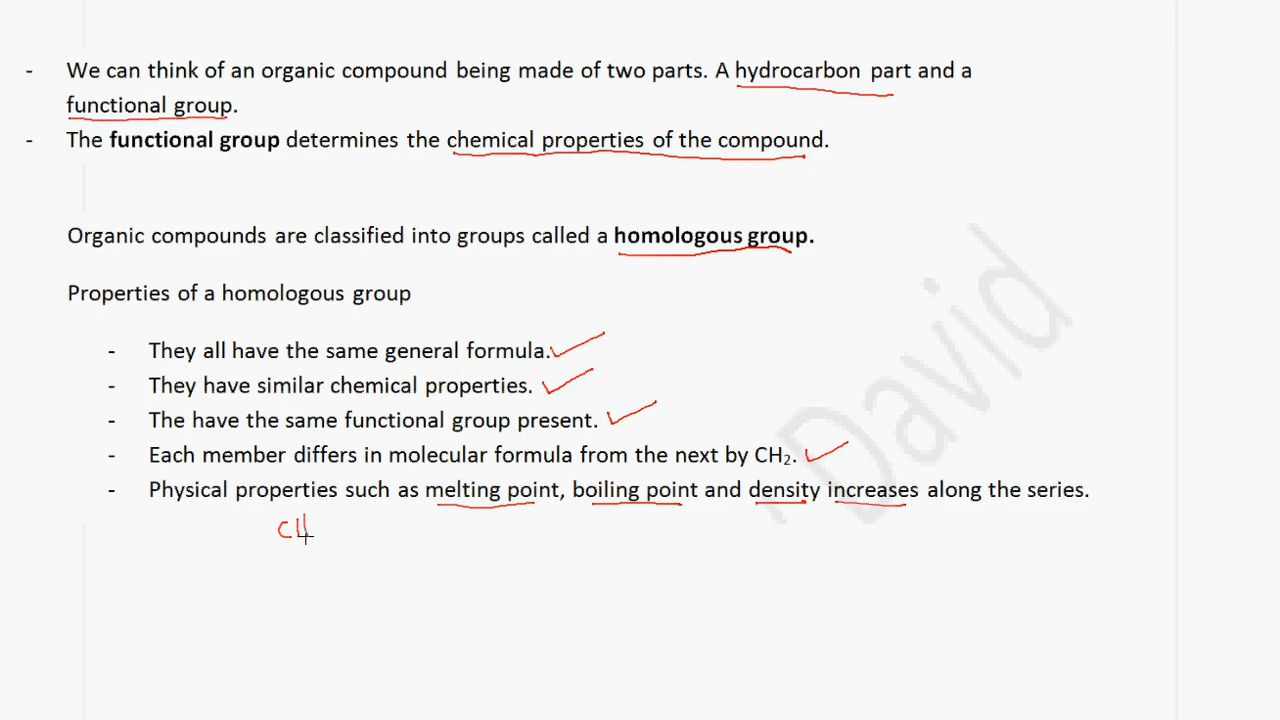 - We can think of an organic compound being made of two parts. A hydrocarbon part and a
functional group.
- The functional group determines the chemical properties of the compound.
Organic compounds are classified into groups called a homologous group.
Properties of a homologous group
- They all have the same general formula.
- They have similar chemical properties.
- The have the same functional group present.
- Each member differs in molecular formula from the next by CH₂.
- Physical properties such as melting point, boiling point and density increases along the series.
CH
David